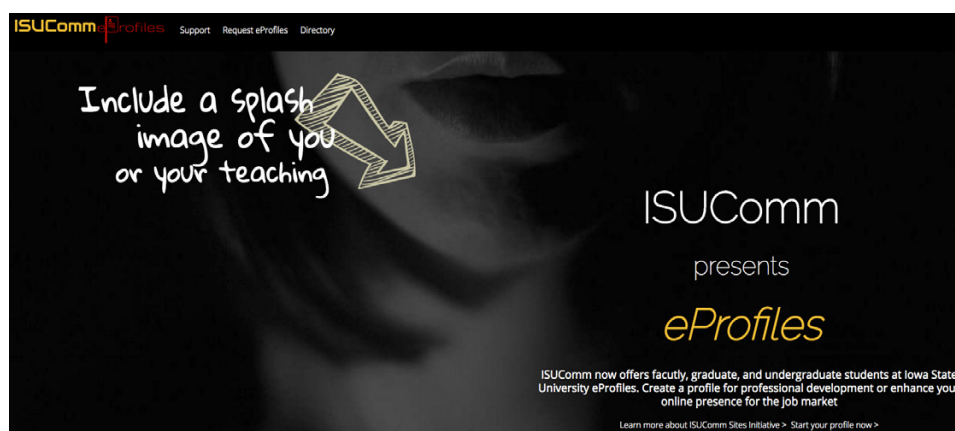 ISUComm eProfiles Support Request eProfiles Directory
Include a splash
image of you
or your teaching
ISUComm
presents
eProfiles
ISUComm now offers facutly, graduate, and undergraduate students at Iowa State
University eProfiles. Create a profile for professional development or enhance you
online presence for the job market
Learn more about ISUComm Sites Initiative > Start your profile now >